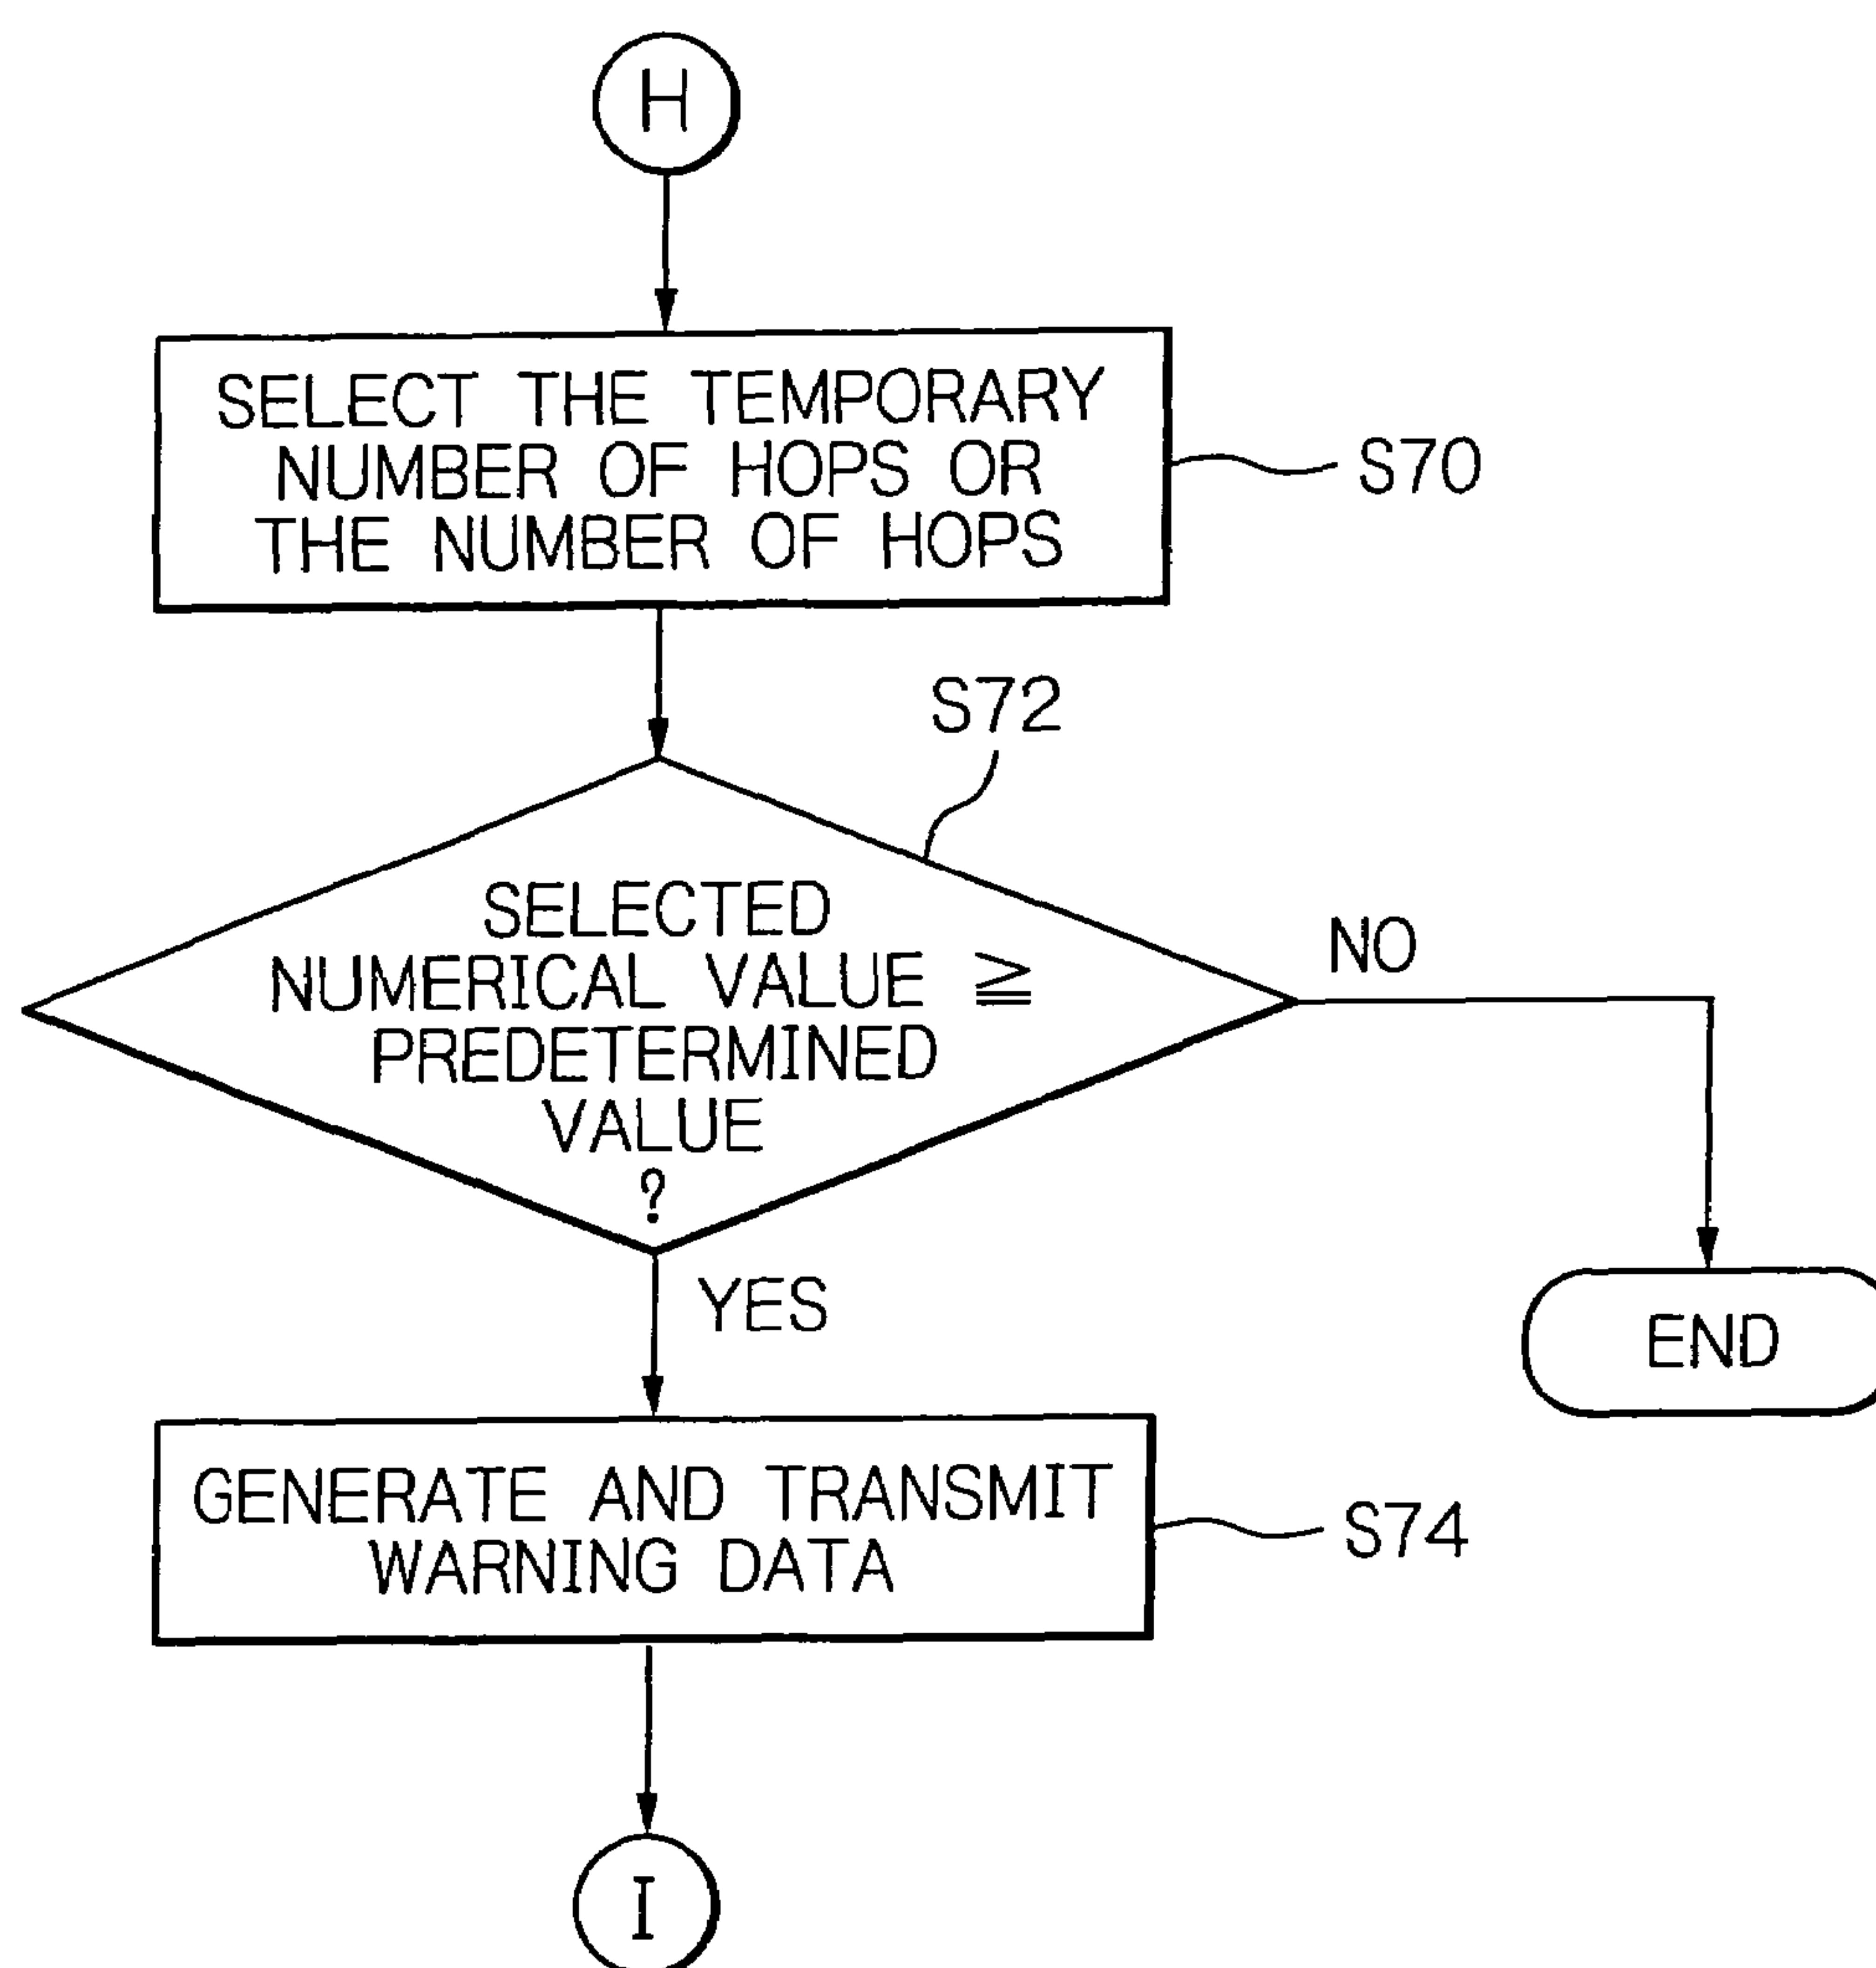 H
SELECT THE TEMPORARY
NUMBER OF HOPS OR
THE NUMBER OF HOPS
S70
S72
SELECTED
NUMERICAL VALUE ≧
PREDETERMINED
VALUE
?
NO
YES
END
GENERATE AND TRANSMIT
WARNING DATA
S74
I